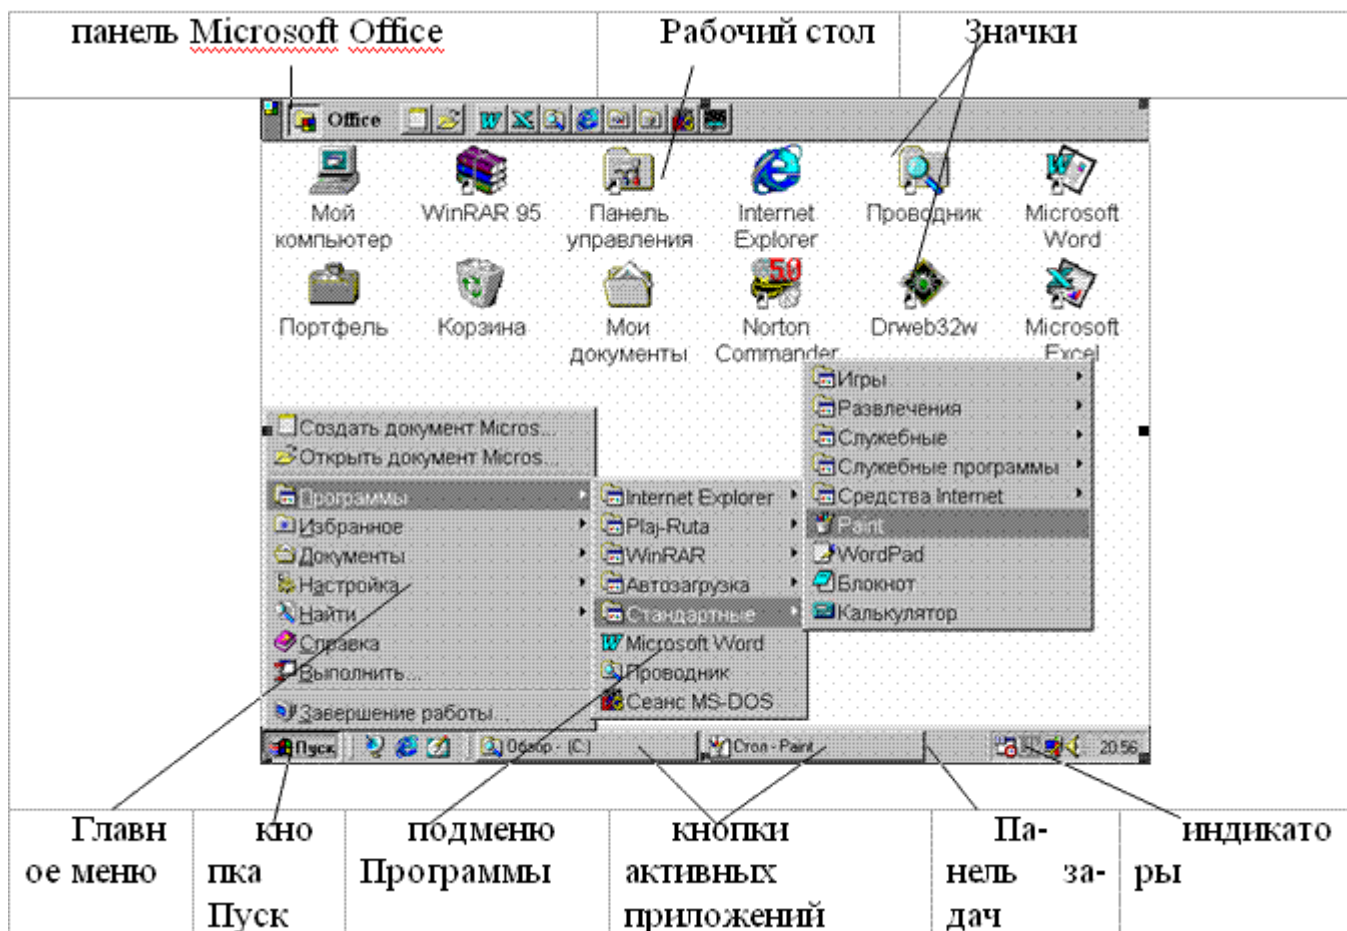 панель Microsoft Office Рабочий стол Значки
Office
Мой WinRAR 95 Панель Internet Проводник Microsoft
компьютер управления Explorer Word
Портфель Корзина Мои Norton Drweb32w Microsoft
документы Commander Excel
Игры
Развлечения
Служебные
Служебные программы
Средства Internet
Paint
WordPad
Блокнот
Калькулятор
Создать документ Micros...
Открыть документ Micros...
Программы
Избранное
Документы
Настройка
Найти
Справка
Выполнить...
Завершение работы...
Internet Explorer
Plaj-Ruta
WinRAR
Автозагрузка
Стандартные
Microsoft Word
Проводник
Сеанс MS-DOS
Пуск Обзор - (C:) Стол - Paint 20:56
Главн
ое меню
кно
пка
Пуск
подменю
Программы
кнопки
активных
приложений
Па-
нель за-
дач
индикато
ры